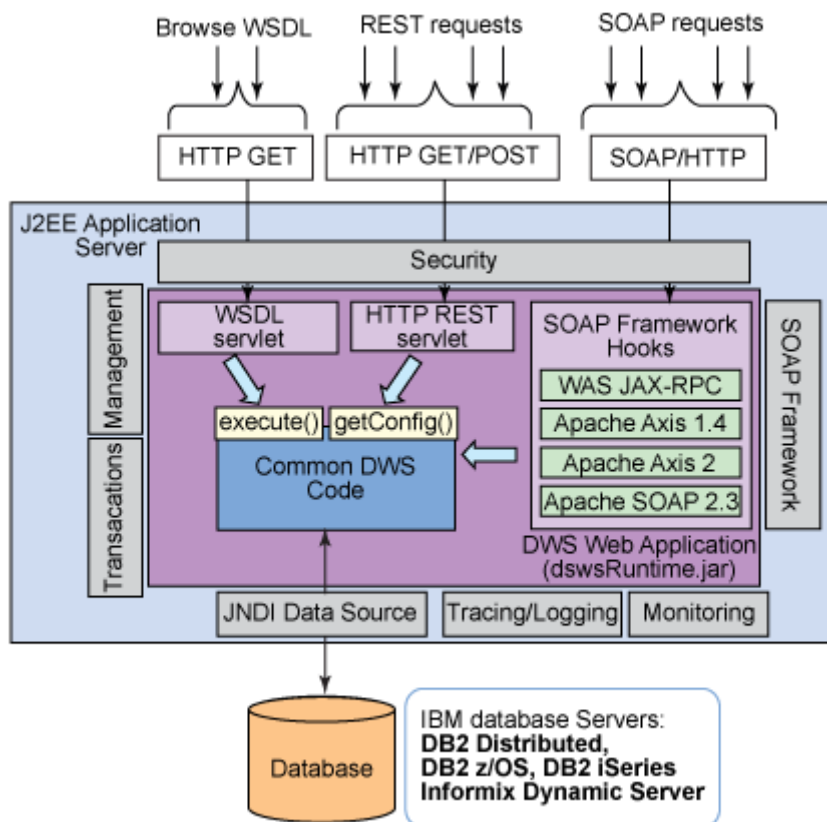 Browse WSDL
REST requests
SOAP requests
HTTP GET
HTTP GET/POST
SOAP/HTTP
J2EE Application
Server
Security
Management
Transacations
WSDL
servlet
HTTP REST
servlet
SOAP Framework
Hooks
WAS JAX-RPC
Apache Axis 1.4
Apache Axis 2
Apache SOAP 2.3
SOAP Framework
execute()
getConfig()
Common DWS
Code
DWS Web Application
(dswsRuntime.jar)
JNDI Data Source
Tracing/Logging
Monitoring
Database
IBM database Servers:
DB2 Distributed,
DB2 z/OS, DB2 iSeries
Informix Dynamic Server